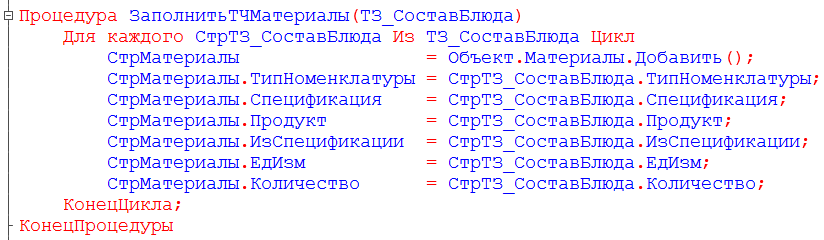 Процедура ЗаполнитьТЧМатериалы(ТЗ_СоставБлюда)
    Для каждого СтрТЗ_СоставБлюда Из ТЗ_СоставБлюда Цикл
        СтрМатериалы                 = Объект.Материалы.Добавить();
        СтрМатериалы.ТипНоменклатуры = СтрТЗ_СоставБлюда.ТипНоменклатуры;
        СтрМатериалы.Спецификация    = СтрТЗ_СоставБлюда.Спецификация;
        СтрМатериалы.Продукт         = СтрТЗ_СоставБлюда.Продукт;
        СтрМатериалы.ИзСпецификации  = СтрТЗ_СоставБлюда.ИзСпецификации;
        СтрМатериалы.ЕдИзм           = СтрТЗ_СоставБлюда.ЕдИзм;
        СтрМатериалы.Количество      = СтрТЗ_СоставБлюда.Количество;
    КонецЦикла;
КонецПроцедуры